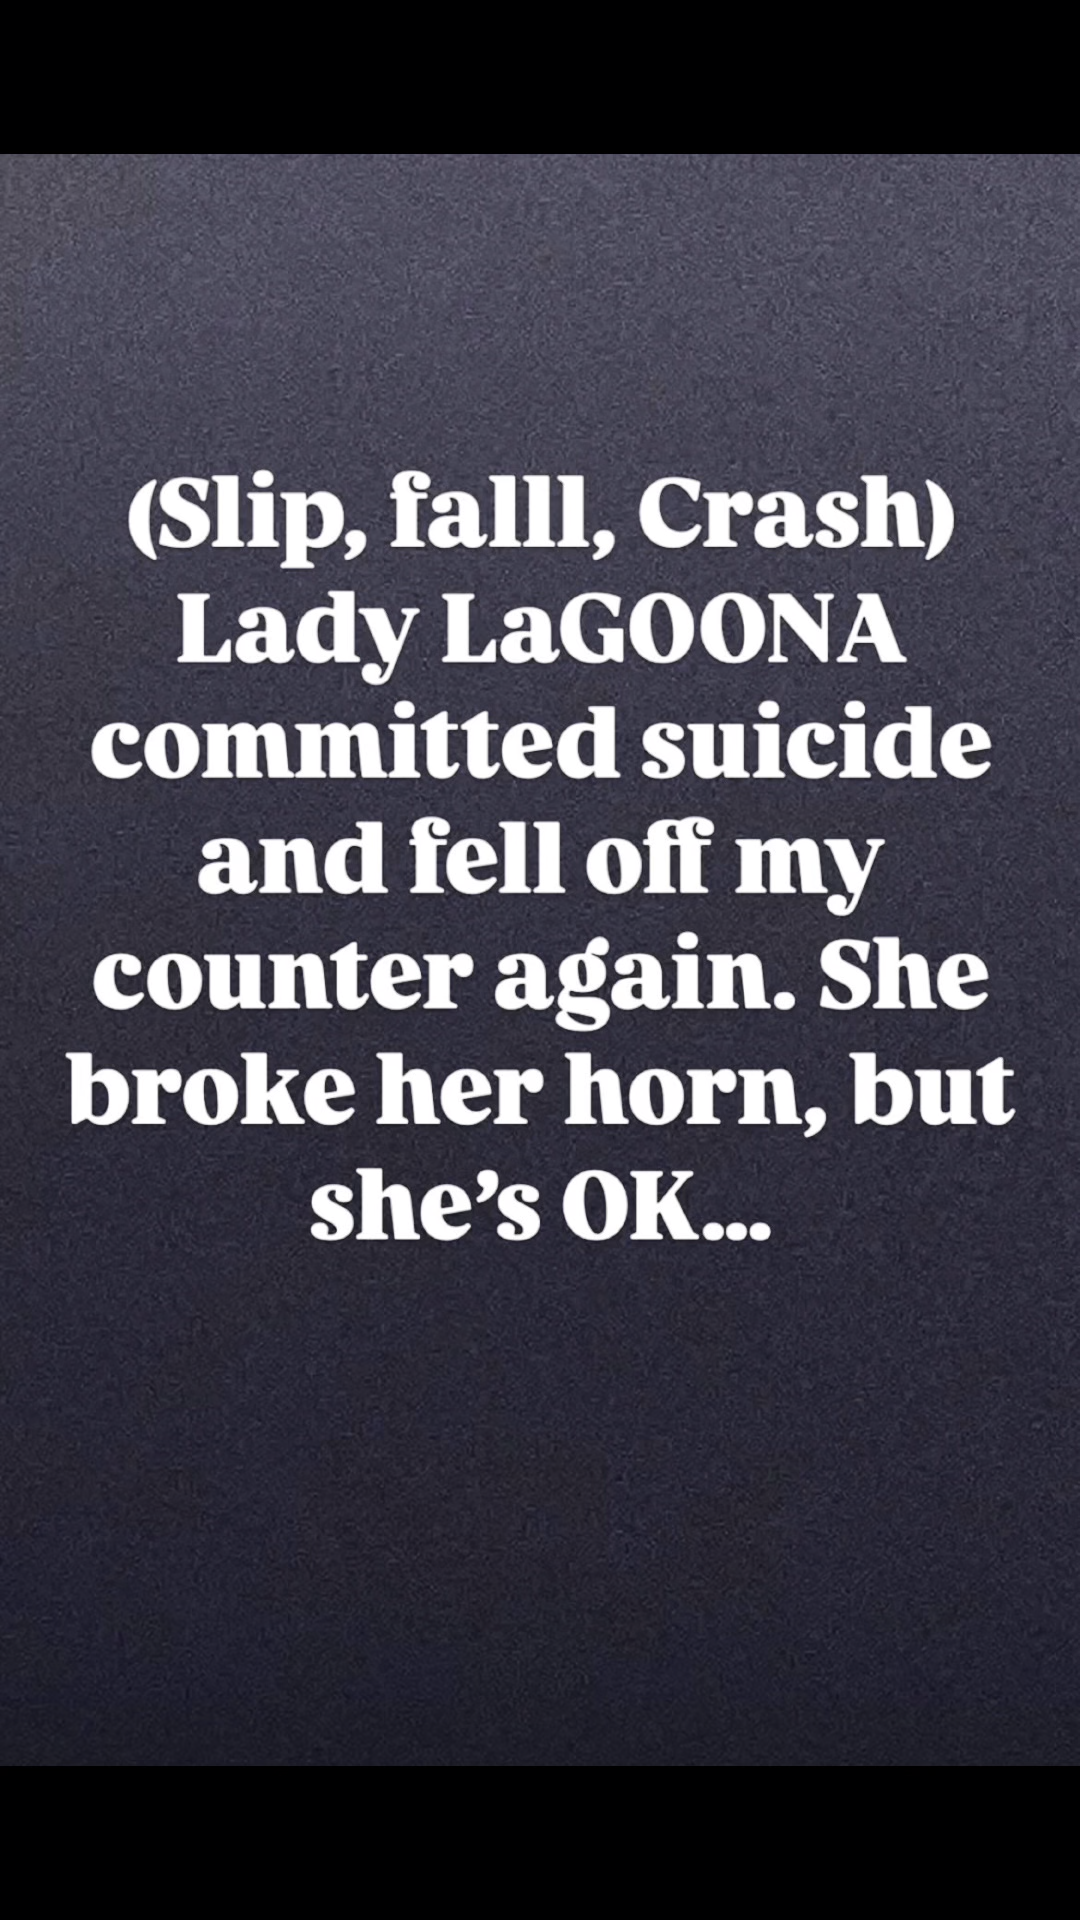 (Slip, falll, Crash)
Lady LaGOONA
committed suicide
and fell off my
counter again. She
broke her horn, but
she’s OK...